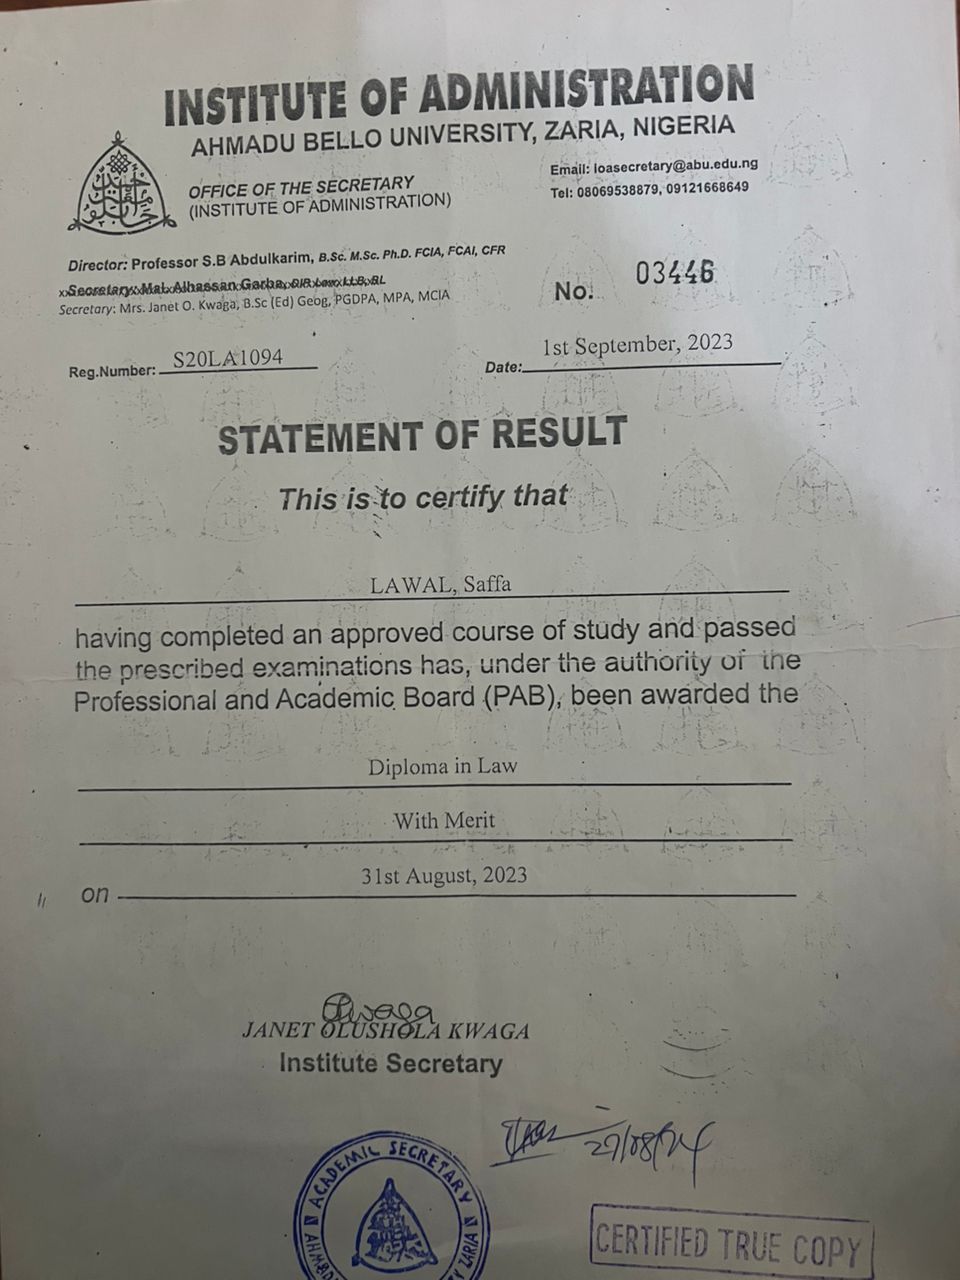 INSTITUTE OF ADMINISTRATION
AHMADU BELLO UNIVERSITY, ZARIA, NIGERIA
OFFICE OF THE SECRETARY
(INSTITUTE OF ADMINISTRATION)
Email: Ioasecretary@abu.edu.ng
Tel: 08069538879, 09121668649
Director: Professor S.B Abdulkarim, B.Sc. M.Sc. Ph.D. FCIA, FCAI, CFR
Secretary: Mal. Alhassan Garba, DIP Law, LLB, BL
Secretary: Mrs. Janet O. Kwaga, B.Sc (Ed) Geog, PGDPA, MPA, MCIA
No. 03446
Reg.Number: S20LA1094
Date: 1st September, 2023
STATEMENT OF RESULT
This is to certify that
LAWAL, Saffa
having completed an approved course of study and passed
the prescribed examinations has, under the authority of the
Professional and Academic Board (PAB), been awarded the
Diploma in Law
With Merit
on 31st August, 2023
JANET OLUSHOLA KWAGA
Institute Secretary
27/08/24
ACADEMIC SECRETARY
ZARIA
CERTIFIED TRUE COPY